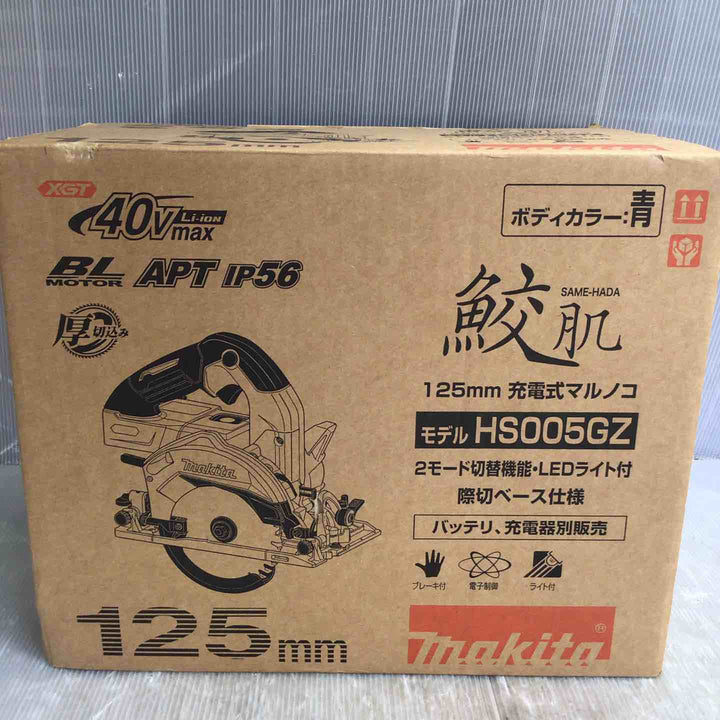 XGT
40Vmax Li-ION
BL MOTOR APT IP56
厚切込み
makita
125mm
ボディカラー:青
鮫肌
SAME-HADA
125mm 充電式マルノコ
モデル HS005GZ
2モード切替機能・LEDライト付
際切ベース仕様
バッテリ、充電器別販売
ブレーキ付 電子制御 ライト付
makita®